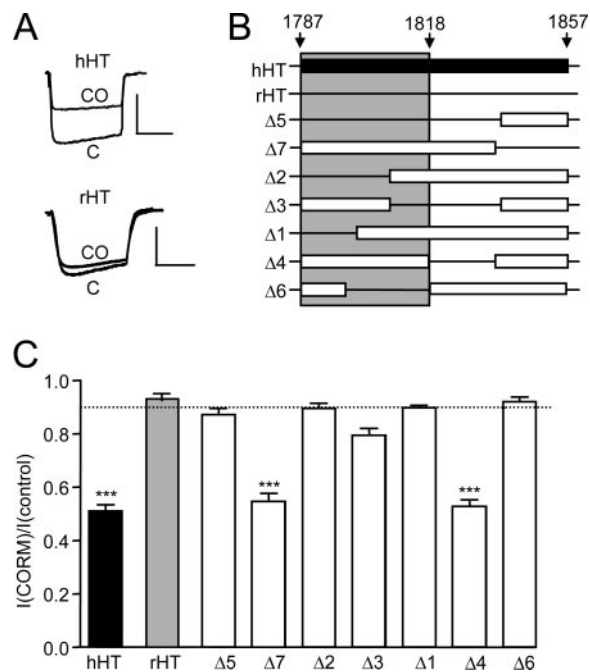 A
hHT
CO
C
rHT
CO
C
B
1787 1818 1857
hHT
rHT
Δ5
Δ7
Δ2
Δ3
Δ1
Δ4
Δ6
C
I(CORM)/I(control)
1.0
0.8
0.6
0.4
0.2
0.0
*** *** ***
hHT rHT Δ5 Δ7 Δ2 Δ3 Δ1 Δ4 Δ6